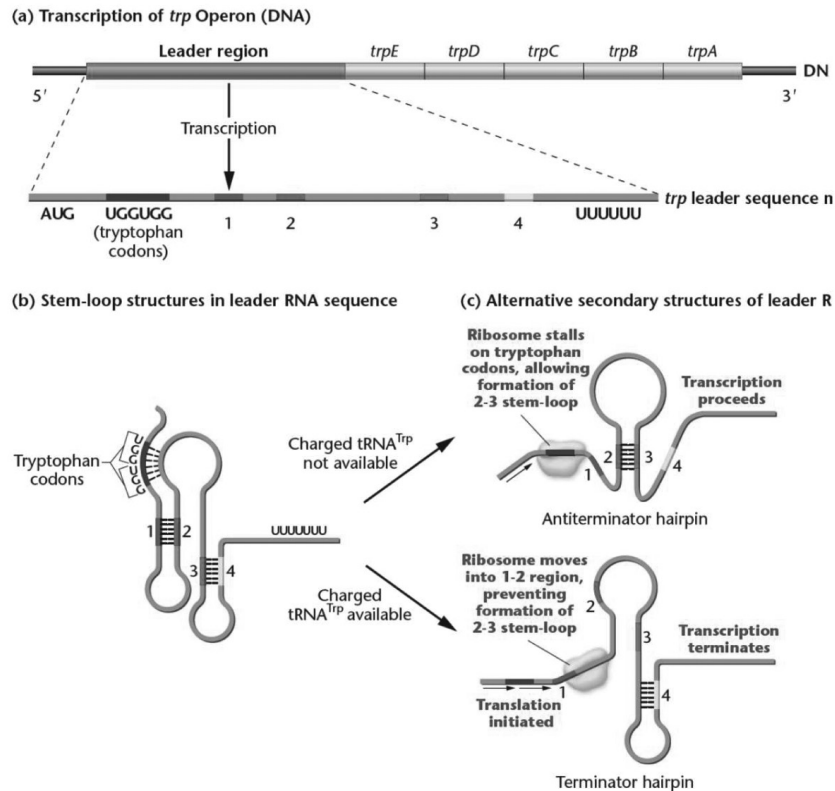 (a) Transcription of trp Operon (DNA)
Leader region
trpE
trpD
trpC
trpB
trpA
DN
5′
3′
Transcription
trp leader sequence n
AUG
UGGUGG
(tryptophan
codons)
1
2
3
4
UUUUUU
(b) Stem-loop structures in leader RNA sequence
Tryptophan
codons
U
G
G
U
G
G
1
2
3
4
UUUUUUU
Charged tRNATrp
not available
Charged
tRNATrp available
(c) Alternative secondary structures of leader R
Ribosome stalls
on tryptophan
codons, allowing
formation of
2-3 stem-loop
Transcription
proceeds
1
2
3
4
Antiterminator hairpin
Ribosome moves
into 1-2 region,
preventing
formation of
2-3 stem-loop
Transcription
terminates
2
3
1
4
Translation
initiated
Terminator hairpin